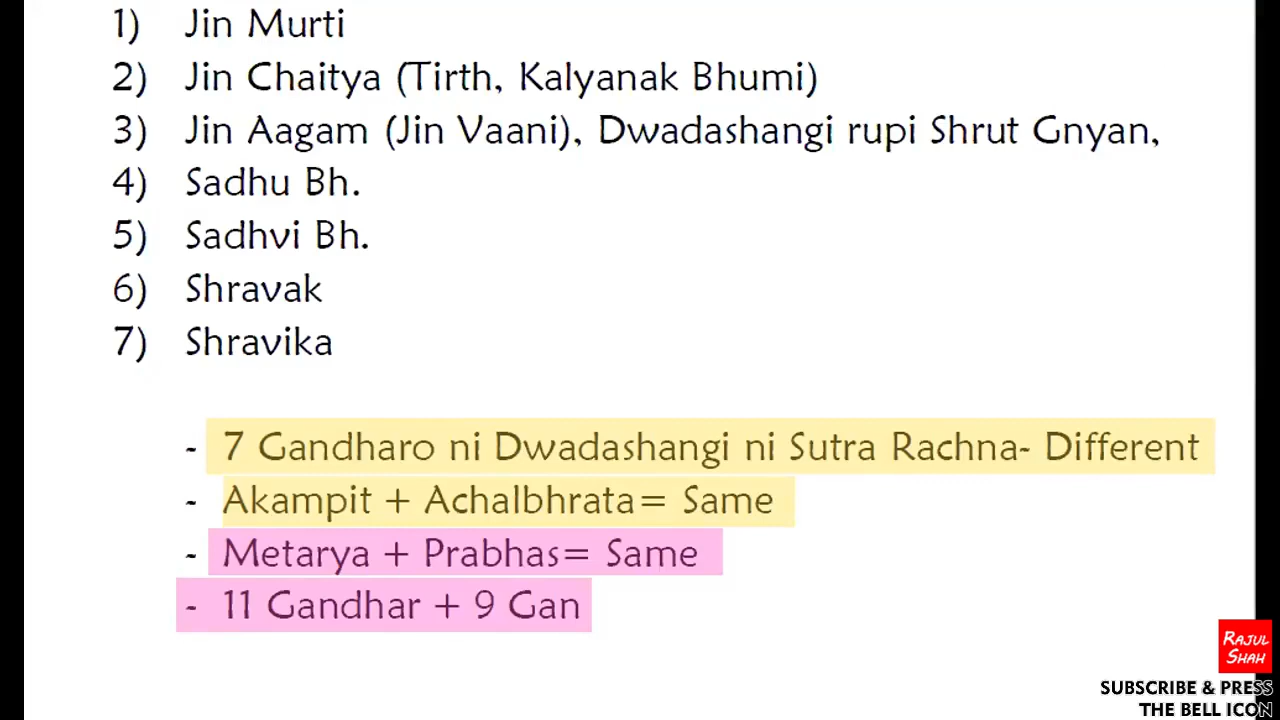 1) Jin Murti
2) Jin Chaitya (Tirth, Kalyanak Bhumi)
3) Jin Aagam (Jin Vaani), Dwadashangi rupi Shrut Gnyan,
4) Sadhu Bh.
5) Sadhvi Bh.
6) Shravak
7) Shravika
- 7 Gandharo ni Dwadashangi ni Sutra Rachna- Different
- Akampit + Achalbhrata= Same
- Metarya + Prabhas= Same
- 11 Gandhar + 9 Gan
RAJUL
SHAH
SUBSCRIBE & PRESS
THE BELL ICON